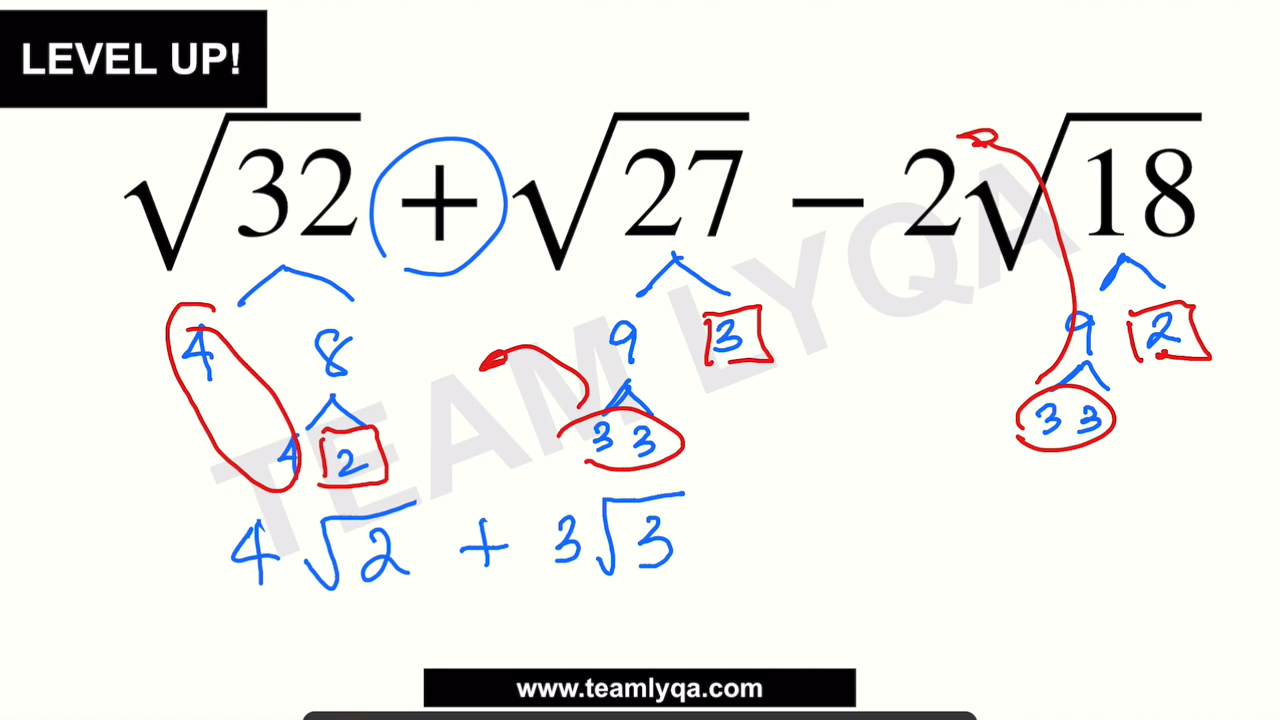 LEVEL UP!
√32 + √27 − 2√18
4 8 9 3 9 2
4 2 3 3 3 3
4√2 + 3√3
TEAM LYQA
www.teamlyqa.com